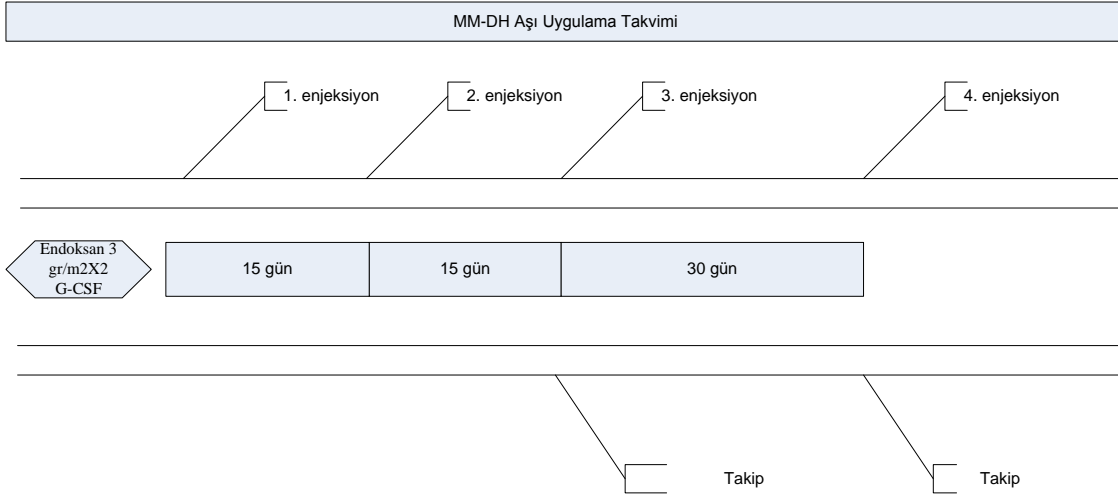 MM-DH Aşı Uygulama Takvimi
1. enjeksiyon
2. enjeksiyon
3. enjeksiyon
4. enjeksiyon
Endoksan 3
gr/m2X2
G-CSF
15 gün
15 gün
30 gün
Takip
Takip